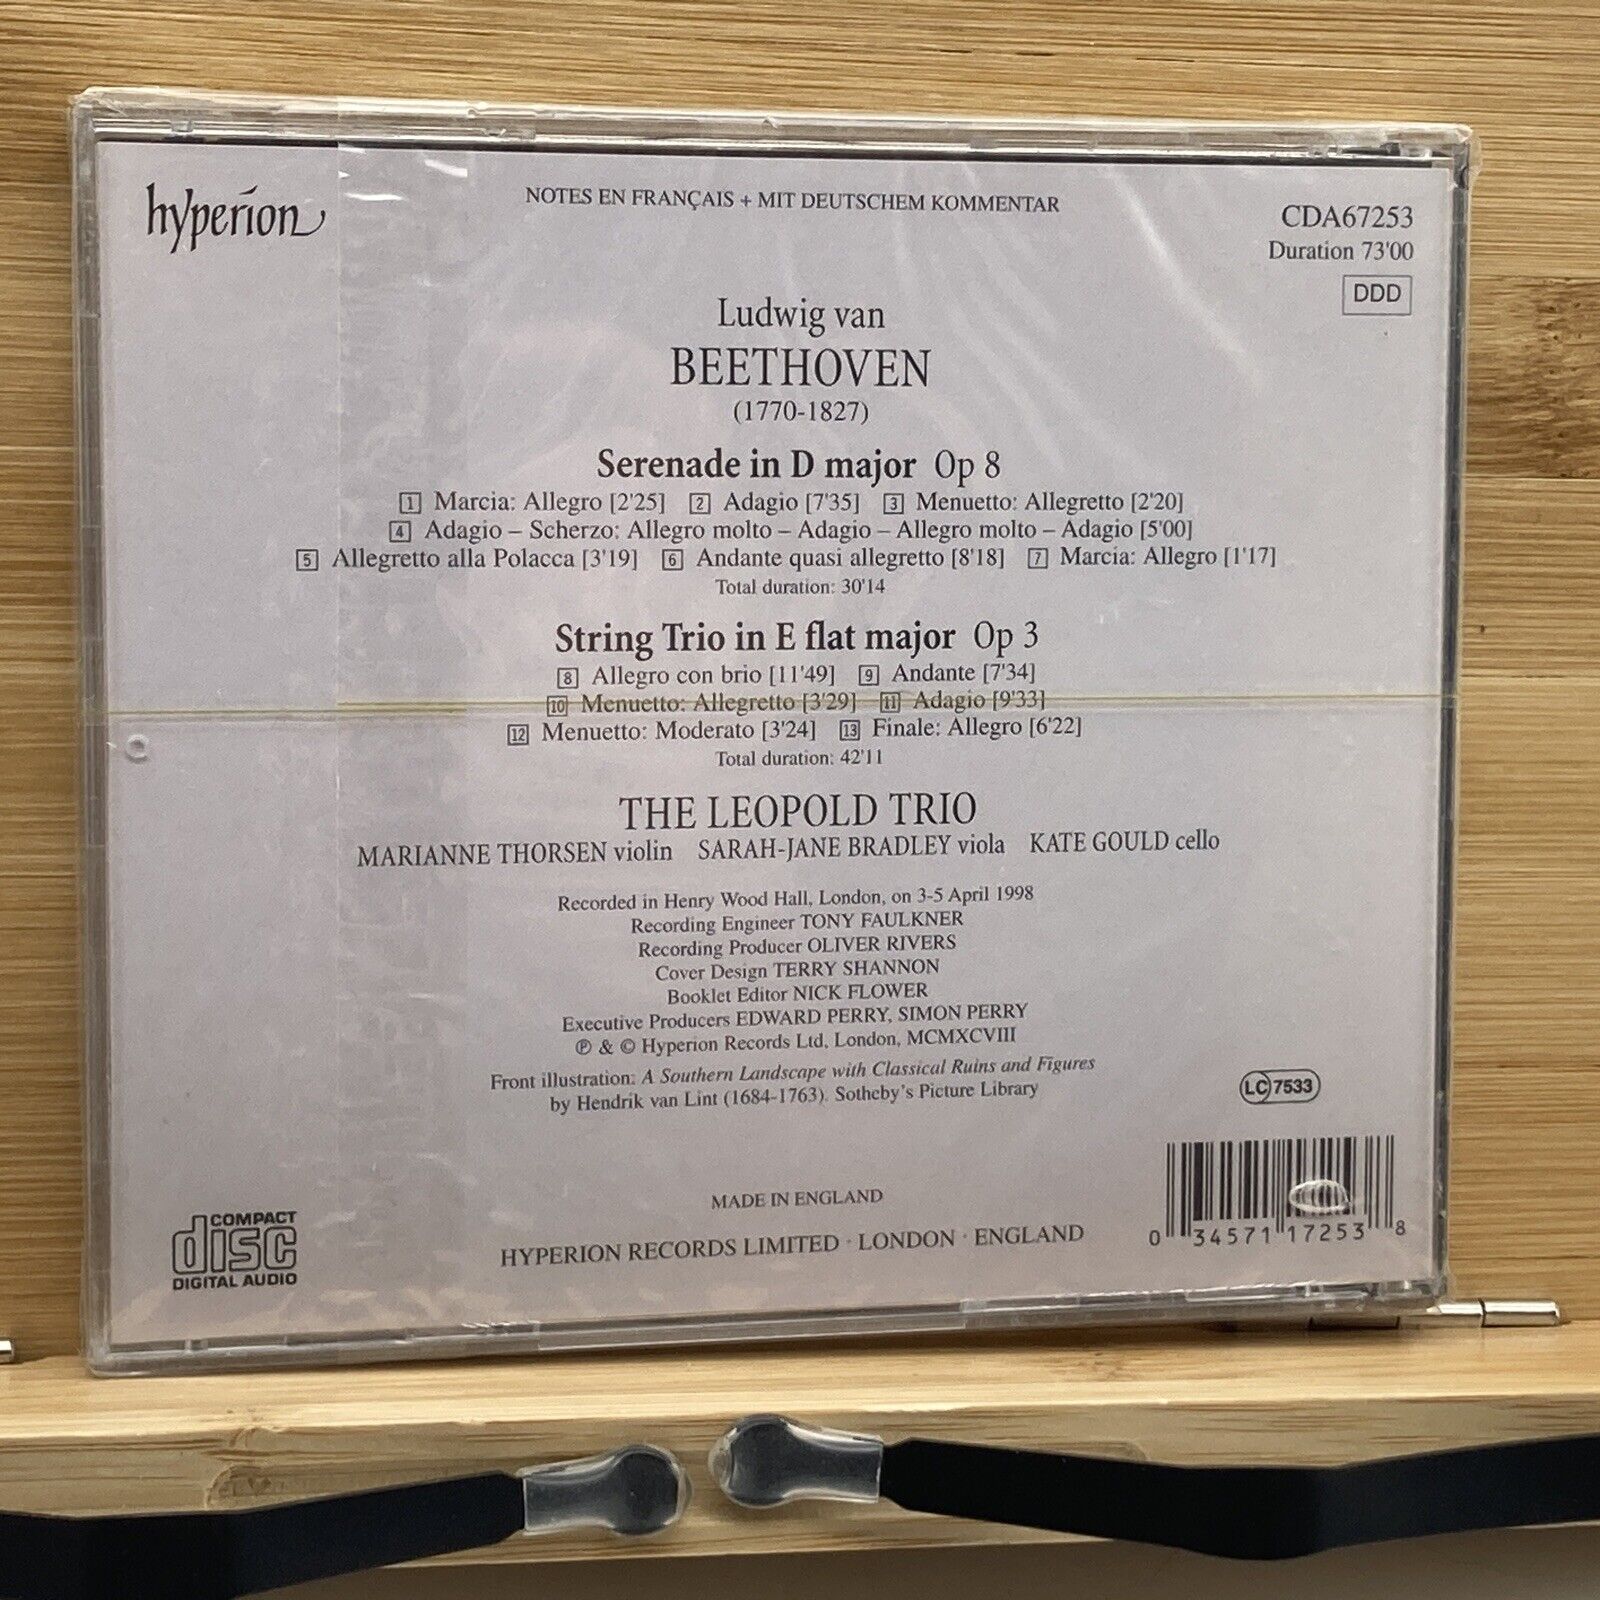 hyperion
NOTES EN FRANÇAIS + MIT DEUTSCHEM KOMMENTAR
CDA67253
Duration 73'00
DDD
Ludwig van
BEETHOVEN
(1770-1827)
Serenade in D major Op 8
1 Marcia: Allegro [2'25] 2 Adagio [7'35] 3 Menuetto: Allegretto [2'20]
4 Adagio – Scherzo: Allegro molto – Adagio – Allegro molto – Adagio [5'00]
5 Allegretto alla Polacca [3'19] 6 Andante quasi allegretto [8'18] 7 Marcia: Allegro [1'17]
Total duration: 30'14
String Trio in E flat major Op 3
8 Allegro con brio [11'49] 9 Andante [7'34]
10 Menuetto: Allegretto [3'29] 11 Adagio [9'33]
12 Menuetto: Moderato [3'24] 13 Finale: Allegro [6'22]
Total duration: 42'11
THE LEOPOLD TRIO
MARIANNE THORSEN violin SARAH-JANE BRADLEY viola KATE GOULD cello
Recorded in Henry Wood Hall, London, on 3-5 April 1998
Recording Engineer TONY FAULKNER
Recording Producer OLIVER RIVERS
Cover Design TERRY SHANNON
Booklet Editor NICK FLOWER
Executive Producers EDWARD PERRY, SIMON PERRY
℗ & © Hyperion Records Ltd, London, MCMXCVIII
Front illustration: A Southern Landscape with Classical Ruins and Figures
by Hendrik van Lint (1684-1763). Sotheby's Picture Library
LC 7533
MADE IN ENGLAND
HYPERION RECORDS LIMITED · LONDON · ENGLAND
COMPACT
disc
DIGITAL AUDIO
0 34571 17253 8